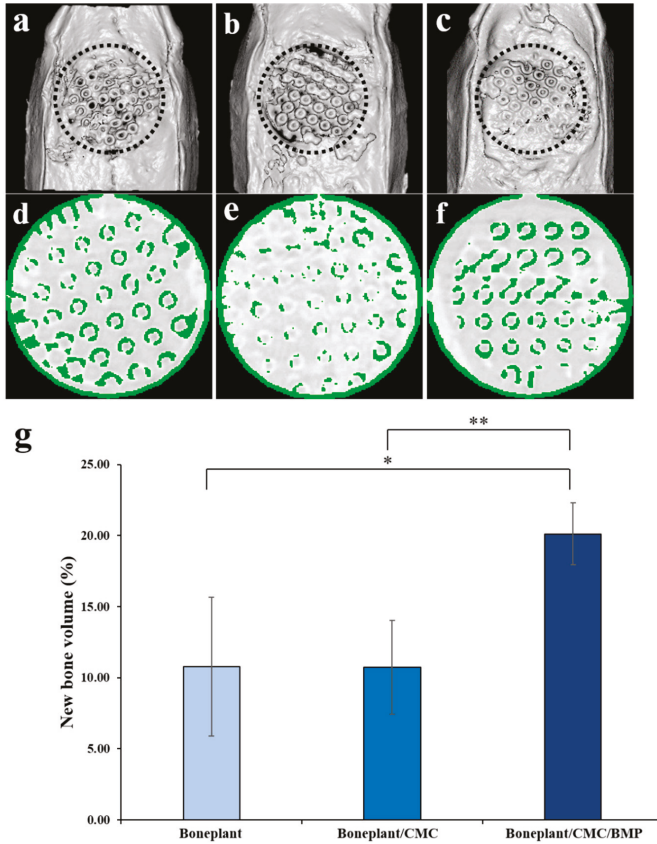 a
b
c
d
e
f
g
**
*
25.00
20.00
15.00
10.00
5.00
0.00
New bone volume (%)
Boneplant
Boneplant/CMC
Boneplant/CMC/BMP